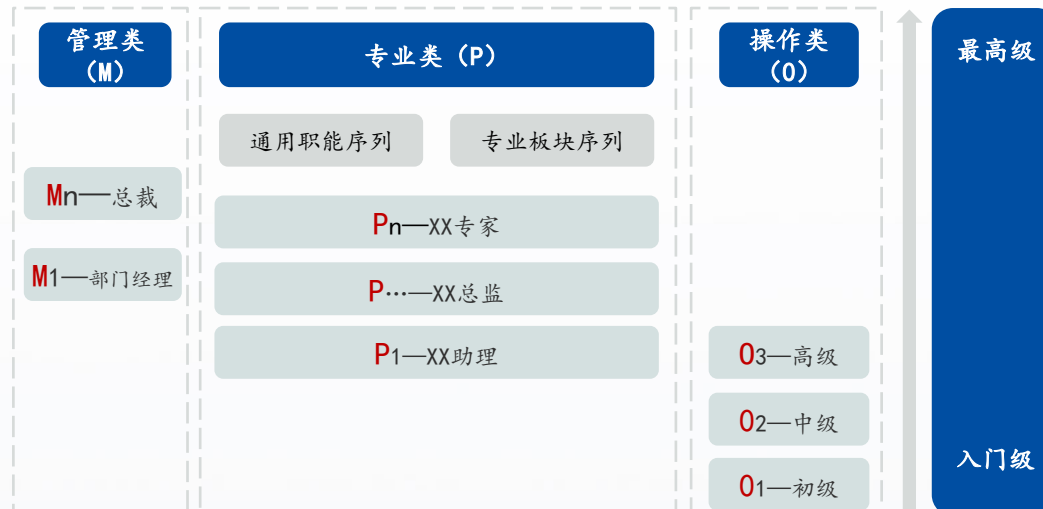 管理类
（M）
专业类（P）
操作类
（O）
最高级
通用职能序列
专业板块序列
Mn——总裁
Pn—XX专家
M1——部门经理
P…—XX总监
P1—XX助理
O3—高级
O2—中级
入门级
O1—初级